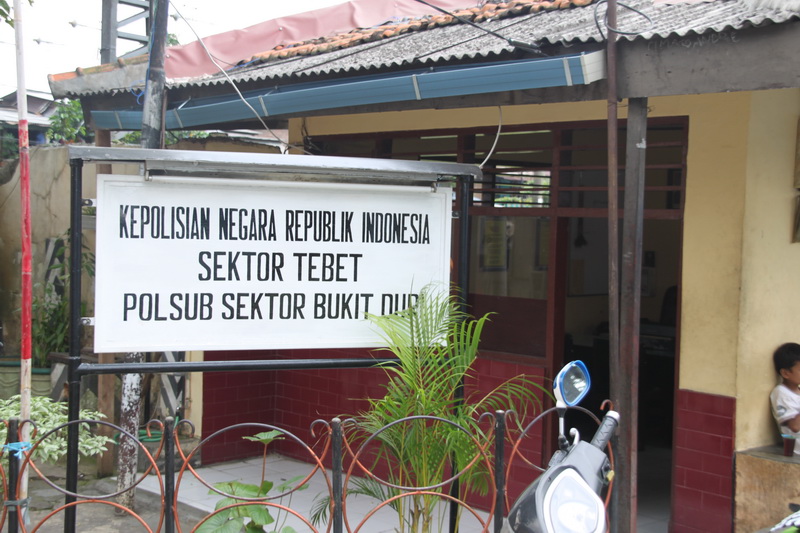 KEPOLISIAN NEGARA REPUBLIK INDONESIA
SEKTOR TEBET
POLSUB SEKTOR BUKIT